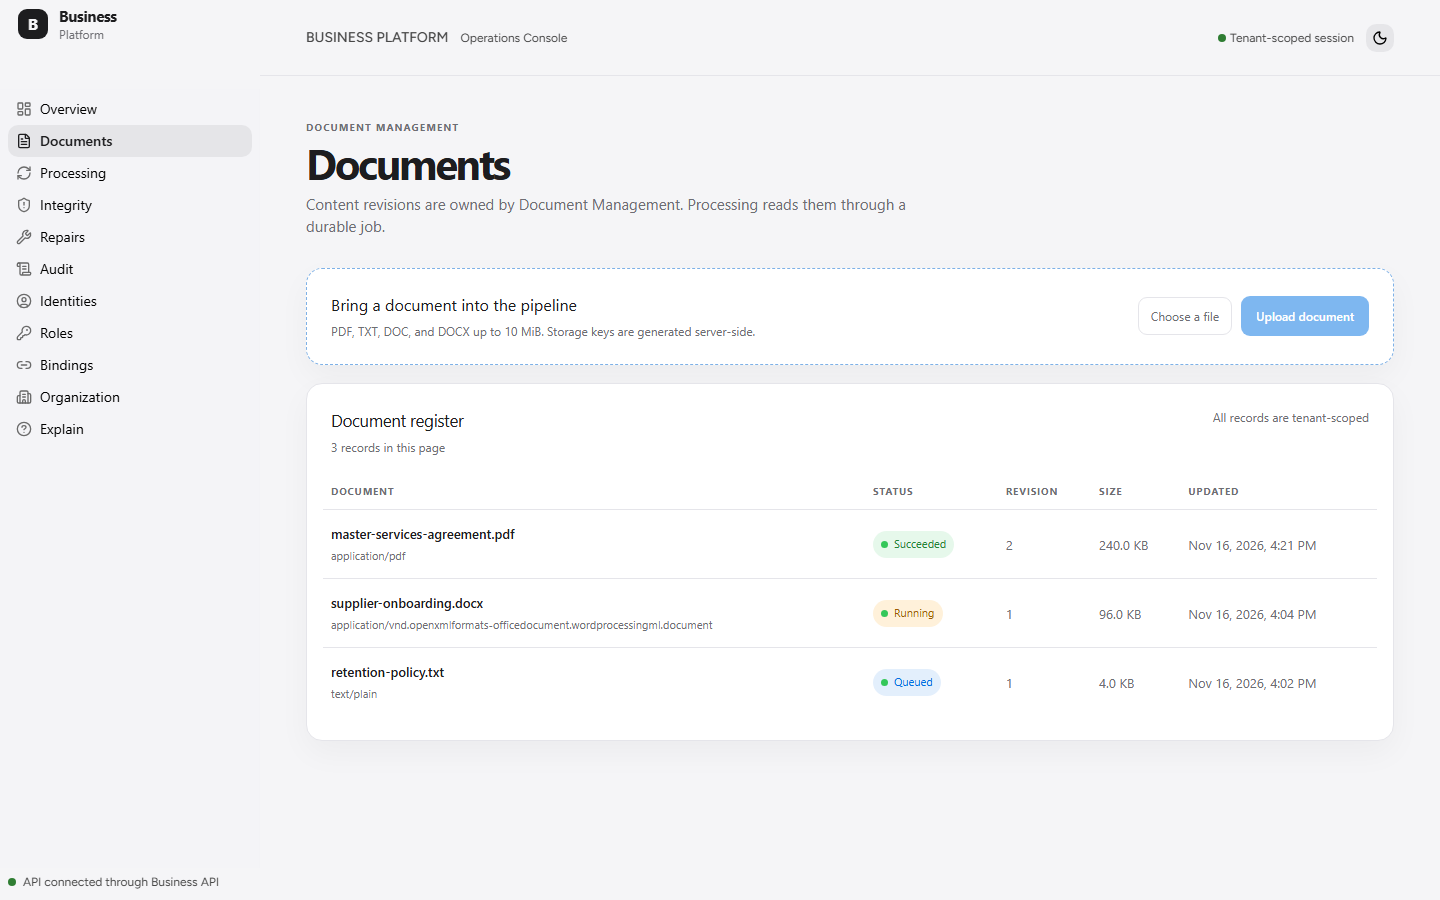 B
Business
Platform
BUSINESS PLATFORM Operations Console
Tenant-scoped session
Overview
Documents
Processing
Integrity
Repairs
Audit
Identities
Roles
Bindings
Organization
Explain
API connected through Business API
DOCUMENT MANAGEMENT
Documents
Content revisions are owned by Document Management. Processing reads them through a
durable job.
Bring a document into the pipeline
PDF, TXT, DOC, and DOCX up to 10 MiB. Storage keys are generated server-side.
Choose a file
Upload document
Document register
All records are tenant-scoped
3 records in this page
DOCUMENT STATUS REVISION SIZE UPDATED
master-services-agreement.pdf
application/pdf
Succeeded 2 240.0 KB Nov 16, 2026, 4:21 PM
supplier-onboarding.docx
application/vnd.openxmlformats-officedocument.wordprocessingml.document
Running 1 96.0 KB Nov 16, 2026, 4:04 PM
retention-policy.txt
text/plain
Queued 1 4.0 KB Nov 16, 2026, 4:02 PM